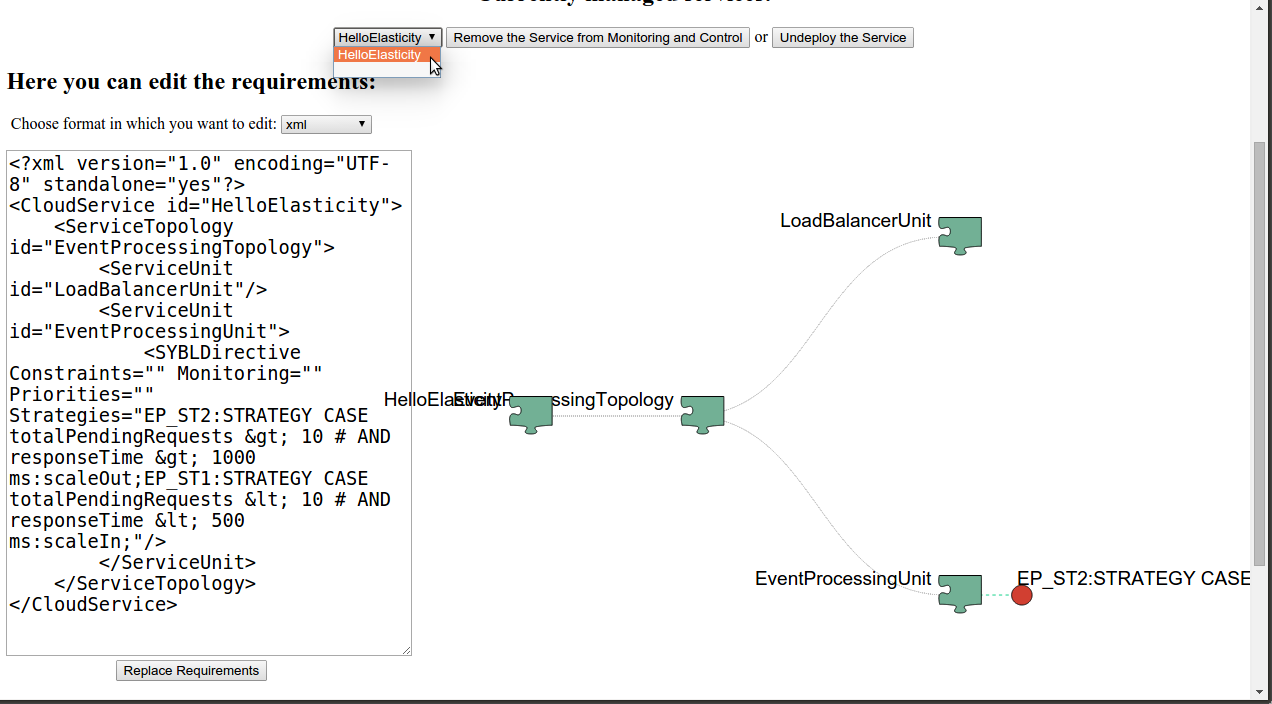 Currently managed services:
HelloElasticity ▼ Remove the Service from Monitoring and Control or Undeploy the Service
HelloElasticity
Here you can edit the requirements:
Choose format in which you want to edit: xml ▼
<?xml version="1.0" encoding="UTF-
8" standalone="yes"?>
<CloudService id="HelloElasticity">
    <ServiceTopology
id="EventProcessingTopology">
        <ServiceUnit
id="LoadBalancerUnit"/>
        <ServiceUnit
id="EventProcessingUnit">
            <SYBLDirective
Constraints="" Monitoring=""
Priorities=""
Strategies="EP_ST2:STRATEGY CASE
totalPendingRequests &gt; 10 # AND
responseTime &gt; 1000
ms:scaleOut;EP_ST1:STRATEGY CASE
totalPendingRequests &lt; 10 # AND
responseTime &lt; 500
ms:scaleIn;"/>
        </ServiceUnit>
    </ServiceTopology>
</CloudService>
Replace Requirements
LoadBalancerUnit
HelloElasticity
EventProcessingTopology
EventProcessingUnit
EP_ST2:STRATEGY CASE